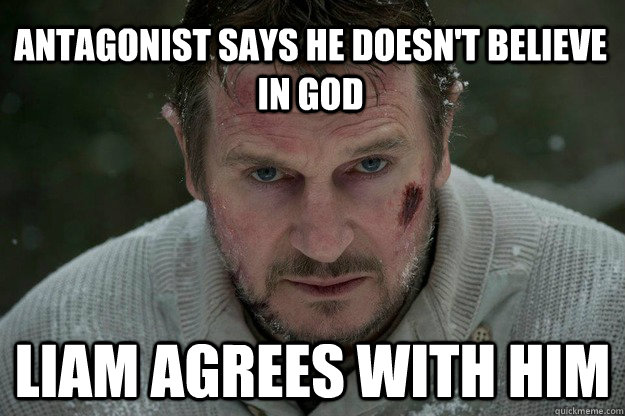 ANTAGONIST SAYS HE DOESN'T BELIEVE
IN GOD
LIAM AGREES WITH HIM
quickmeme.com